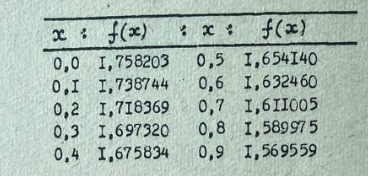 x : f(x) : x : f(x)
0,0 I,758203 0,5 I,654I40
0,I I,738744 0,6 I,632460
0,2 I,718369 0,7 I,6II005
0,3 I,697320 0,8 I,589975
0,4 I,675834 0,9 I,569559